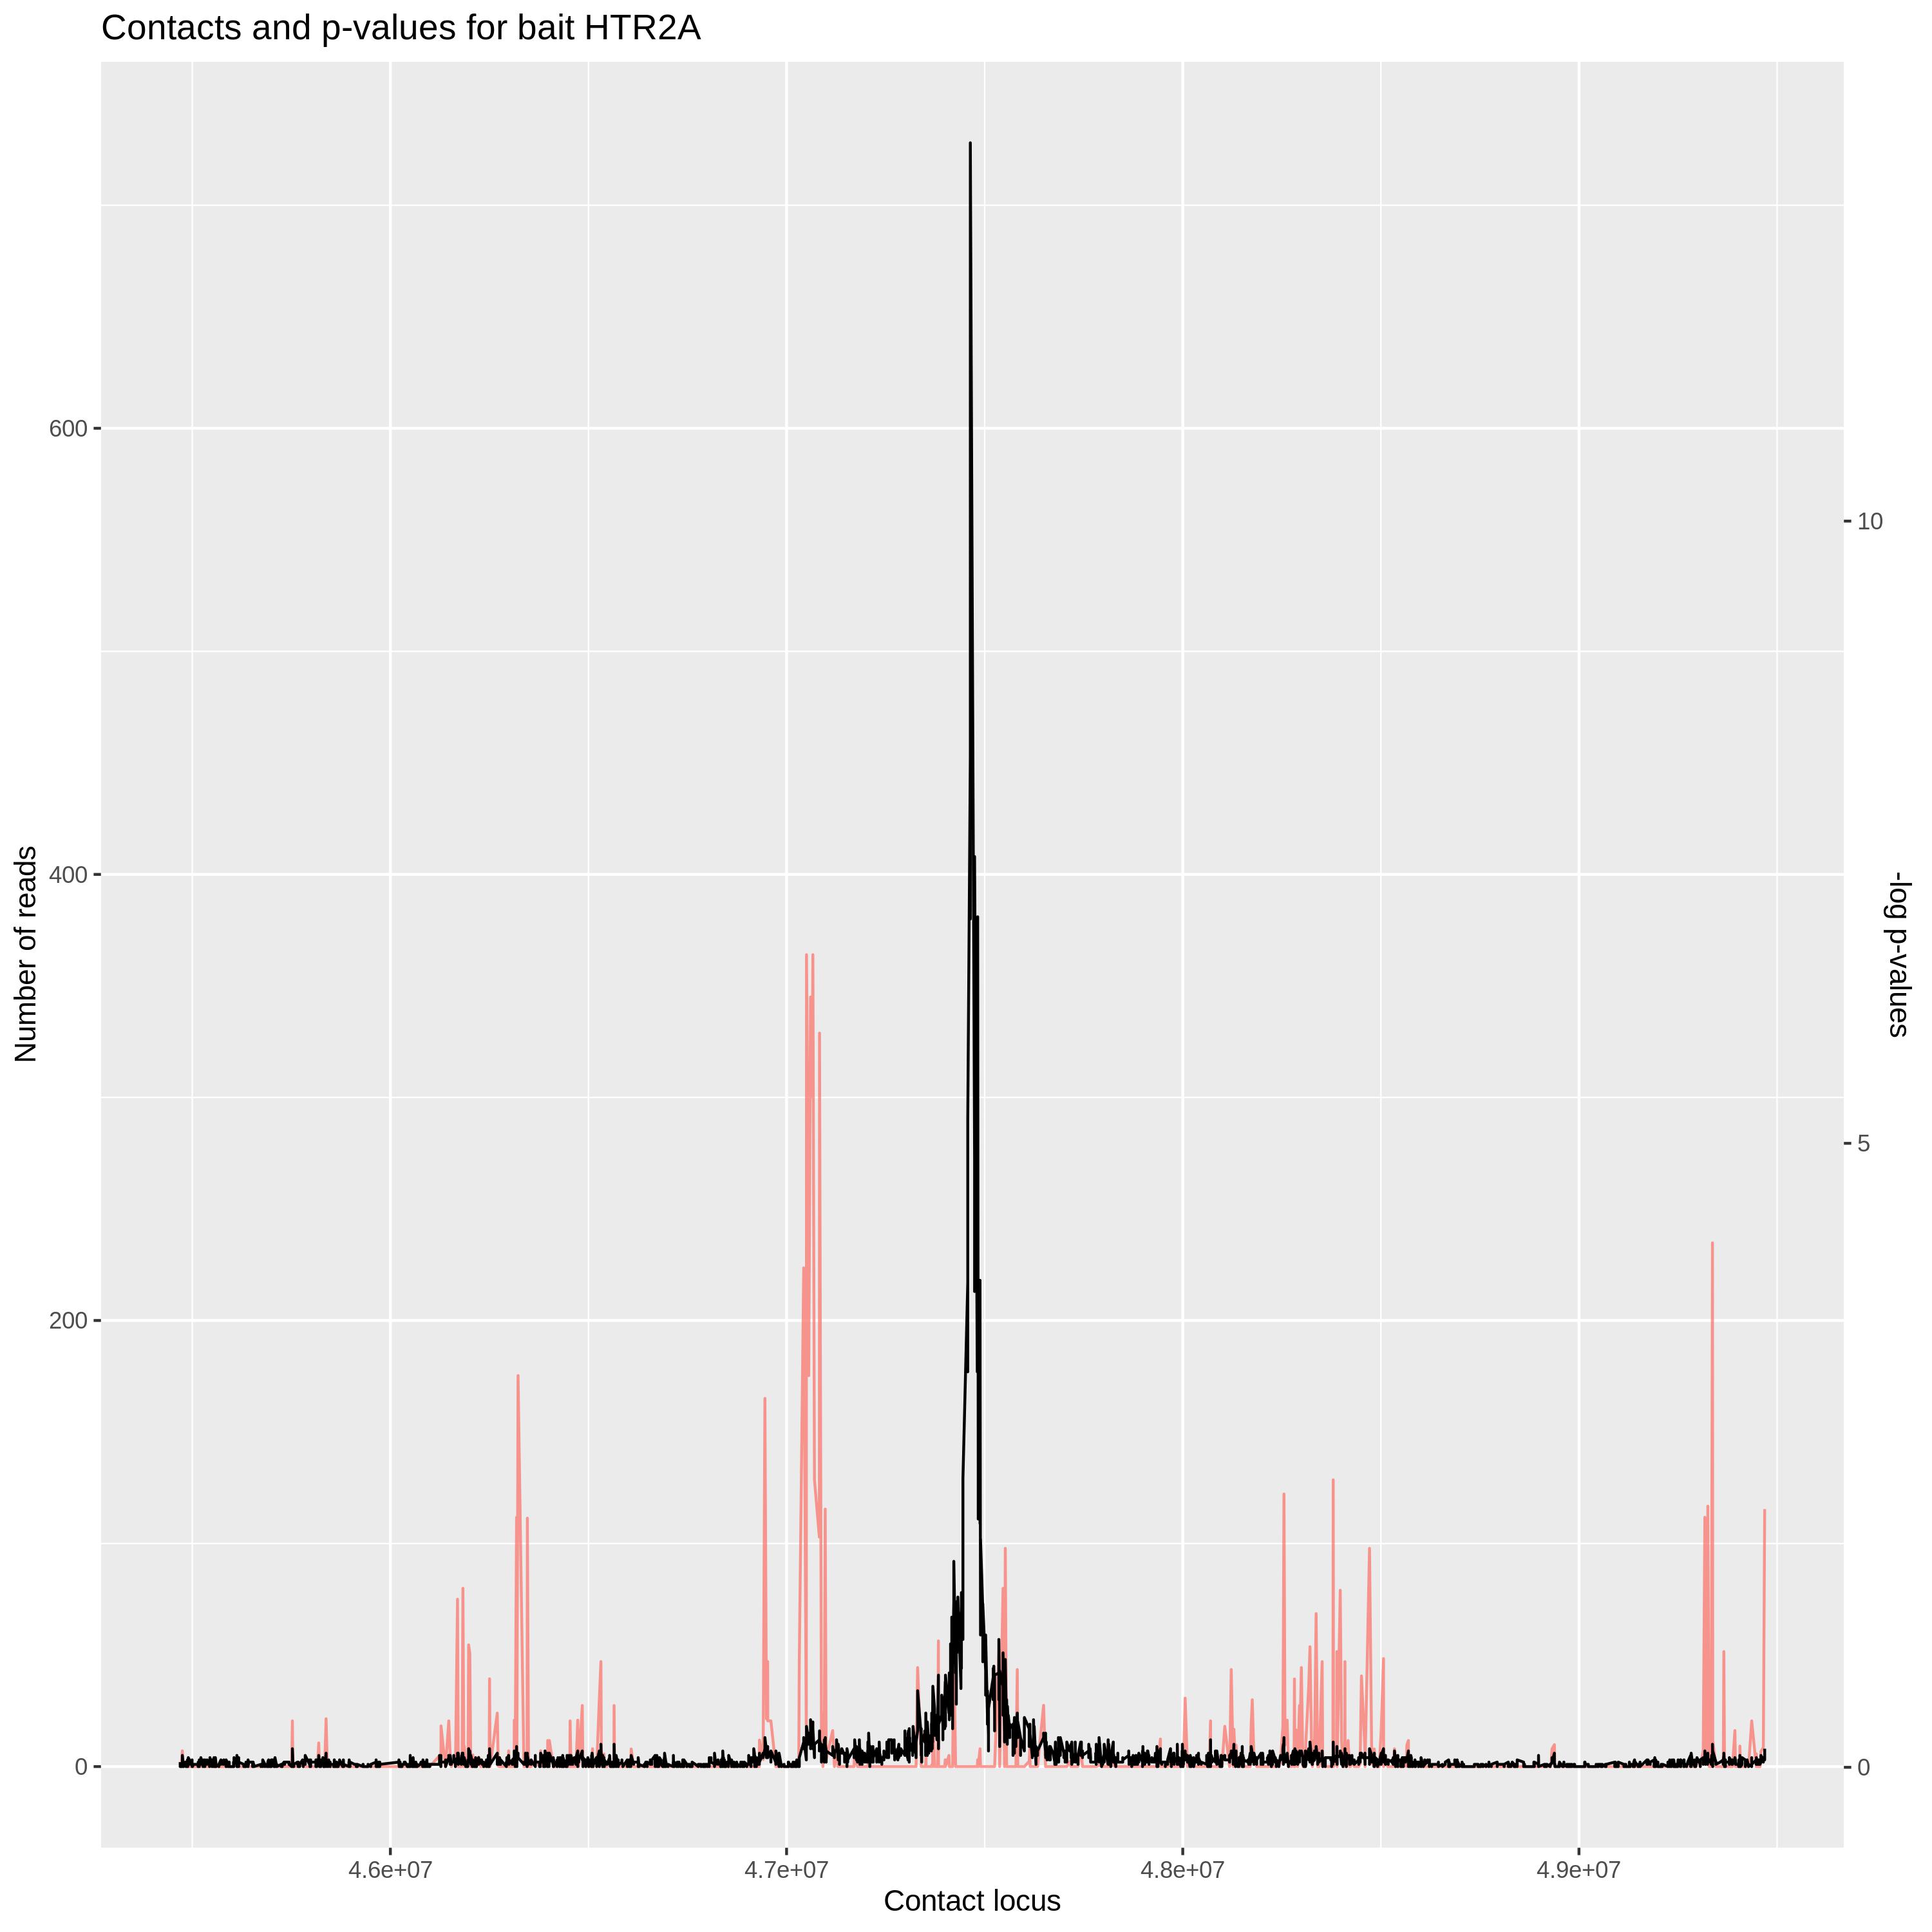 Contacts and p-values for bait HTR2A
Number of reads
600
400
200
0
10
5
0
-log p-values
4.6e+07
4.7e+07
4.8e+07
4.9e+07
Contact locus